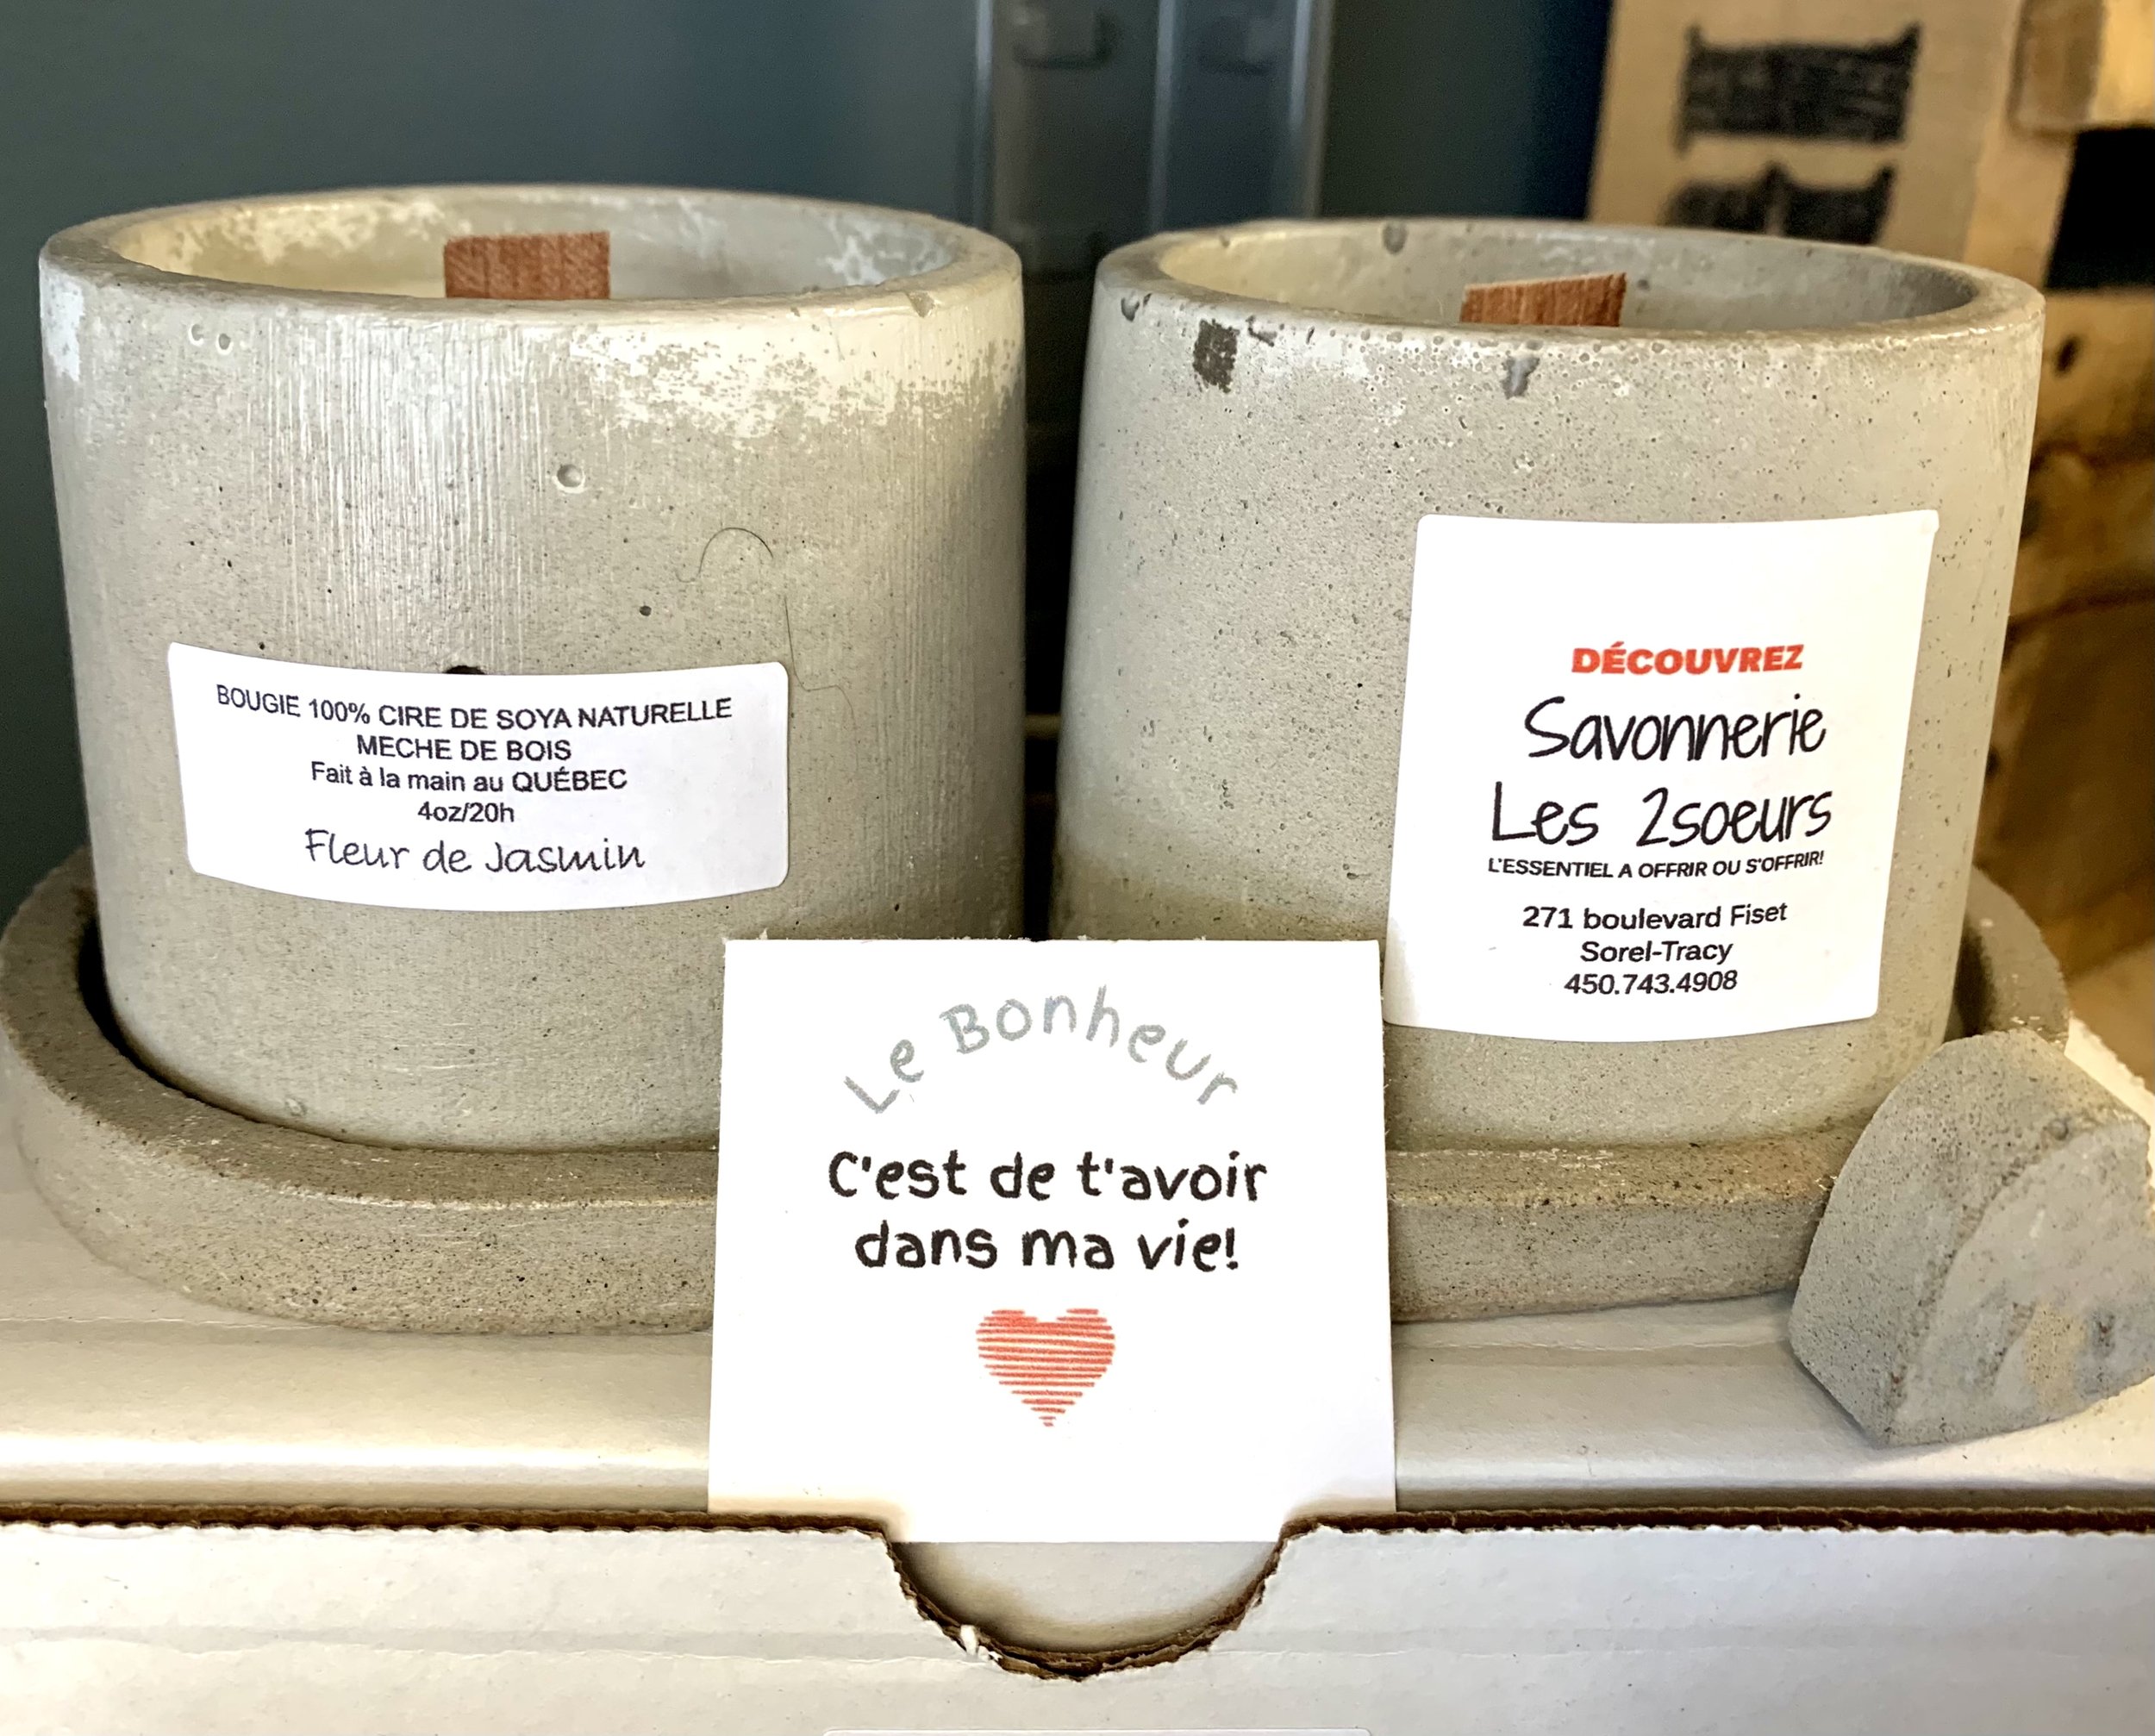 BOUGIE 100% CIRE DE SOYA NATURELLE
MECHE DE BOIS
Fait à la main au QUÉBEC
4oz/20h
Fleur de Jasmin
DÉCOUVREZ
Savonnerie
Les 2soeurs
L'ESSENTIEL A OFFRIR OU S'OFFRIR!
271 boulevard Fiset
Sorel-Tracy
450.743.4908
Le Bonheur
C'est de t'avoir
dans ma vie!